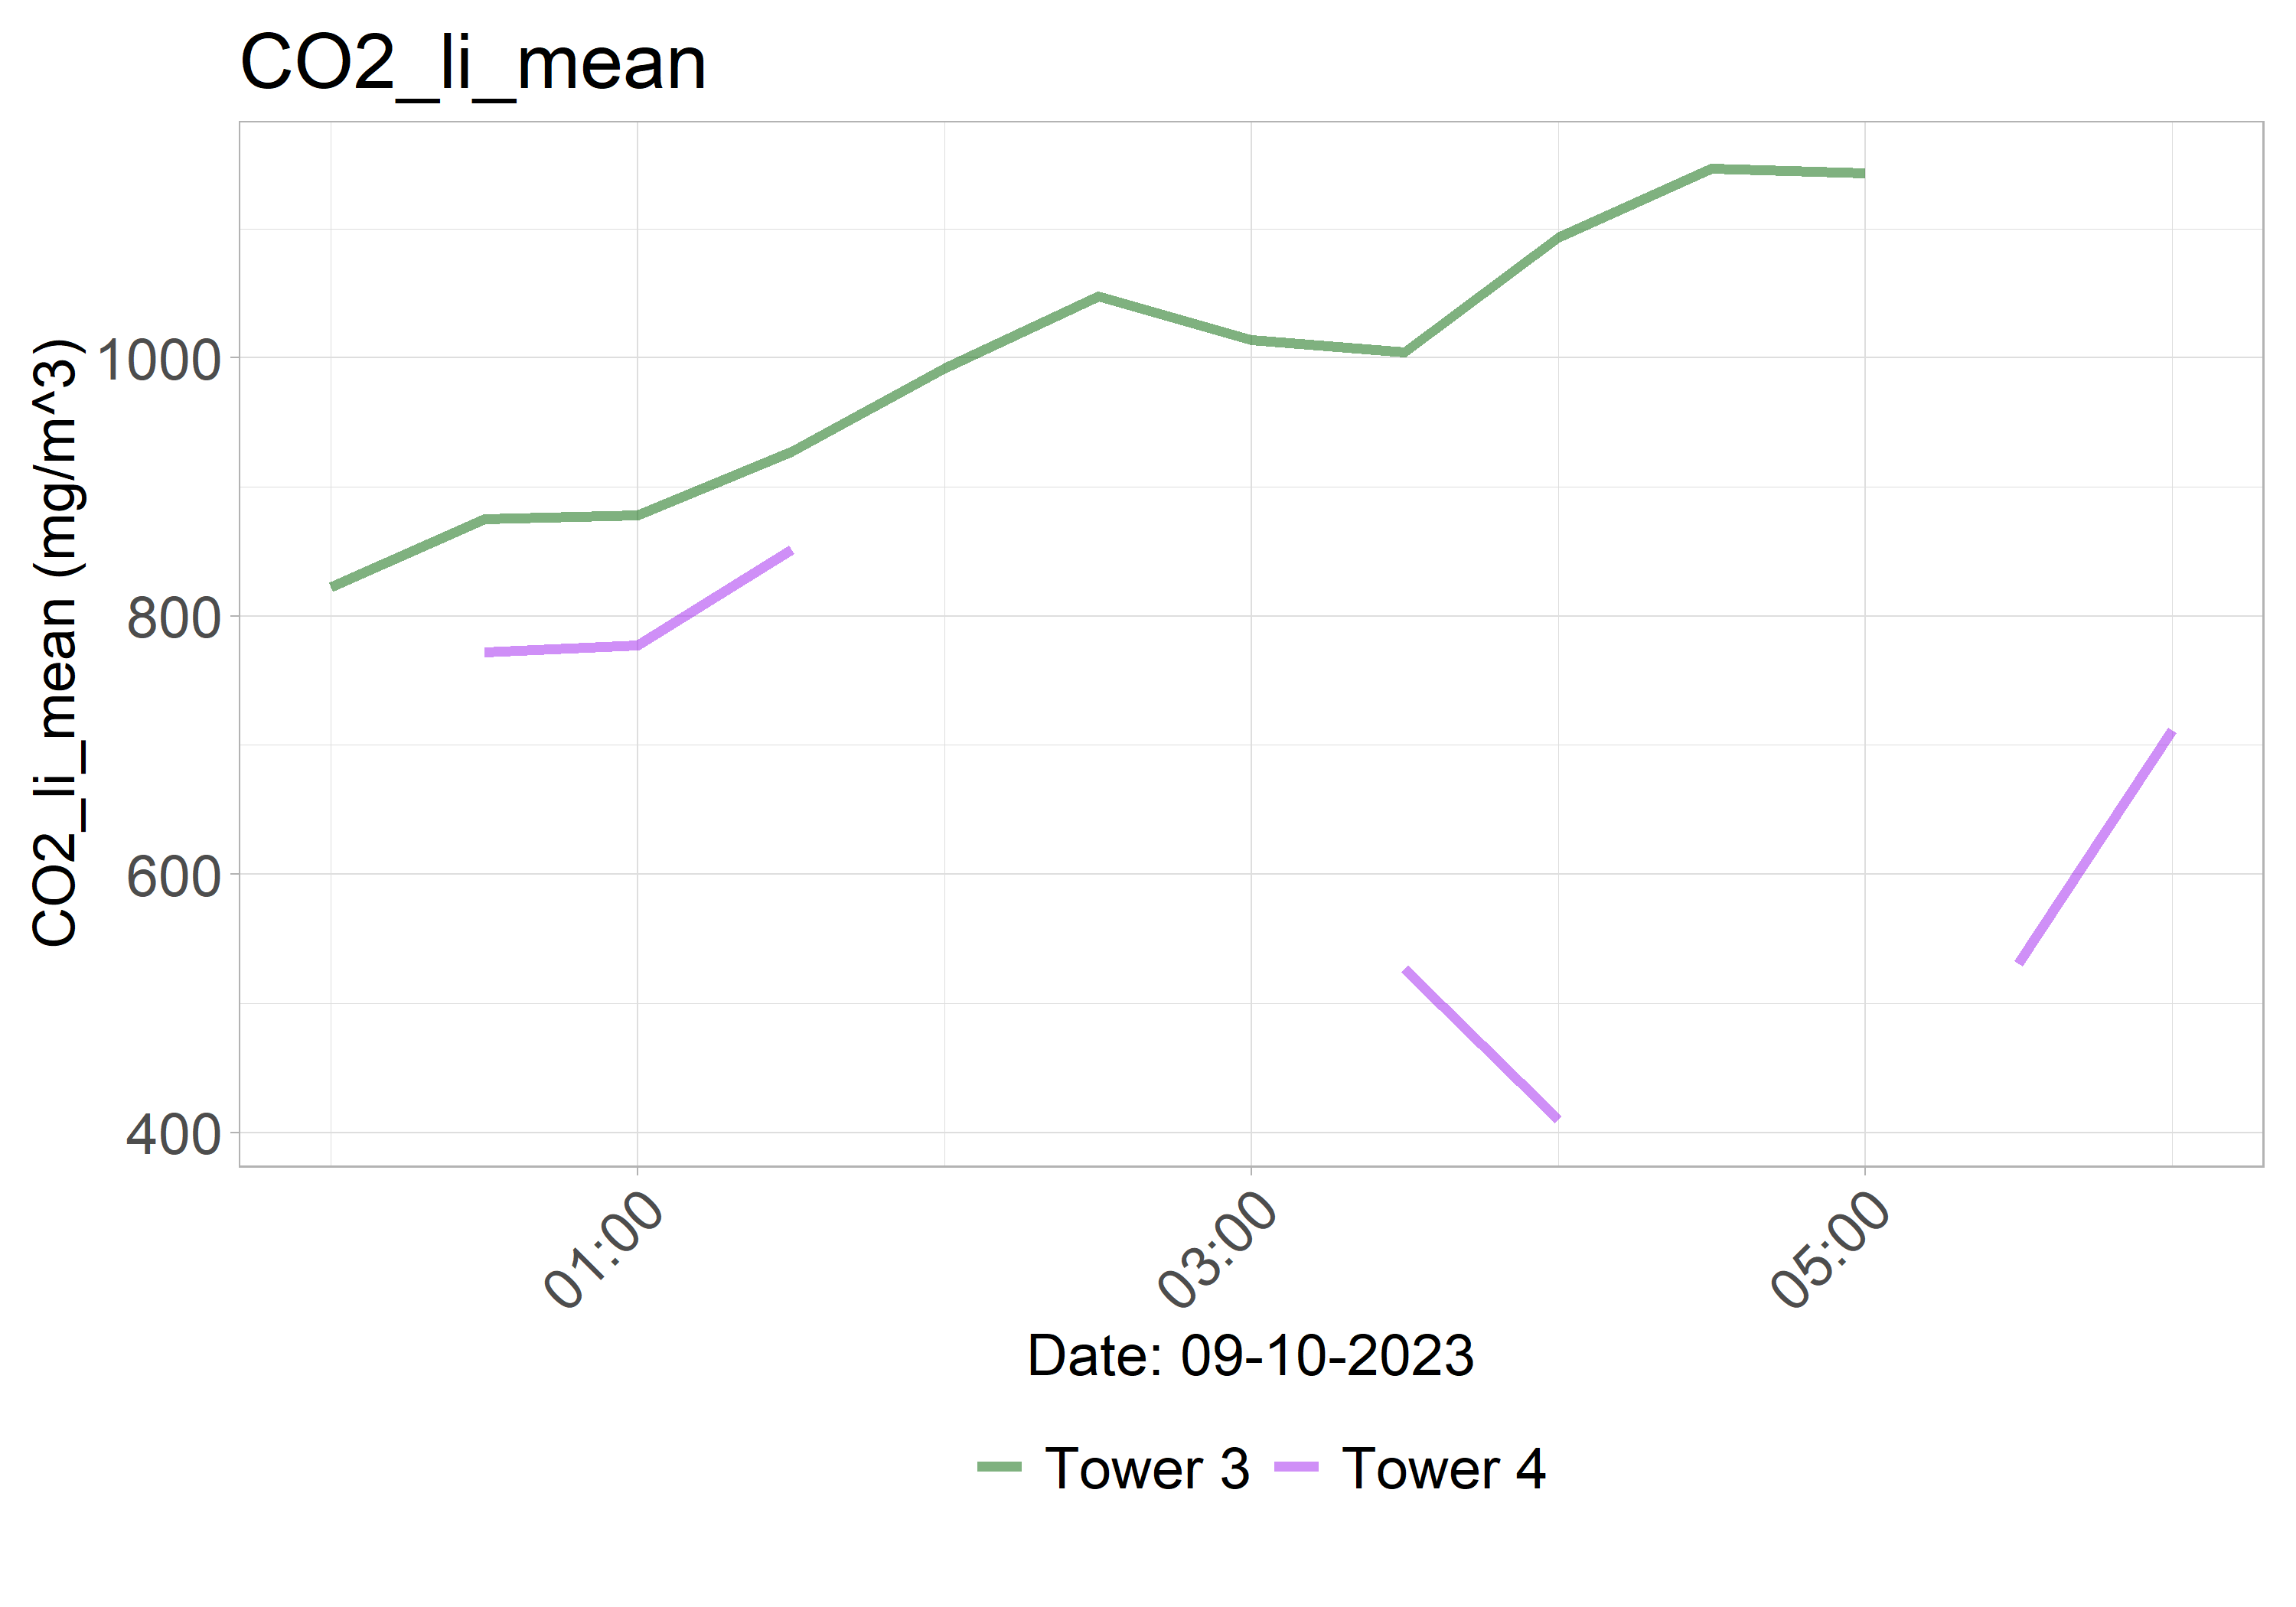 CO2_li_mean
CO2_li_mean (mg/m^3)
1000
800
600
400
01:00
03:00
05:00
Date: 09-10-2023
Tower 3
Tower 4